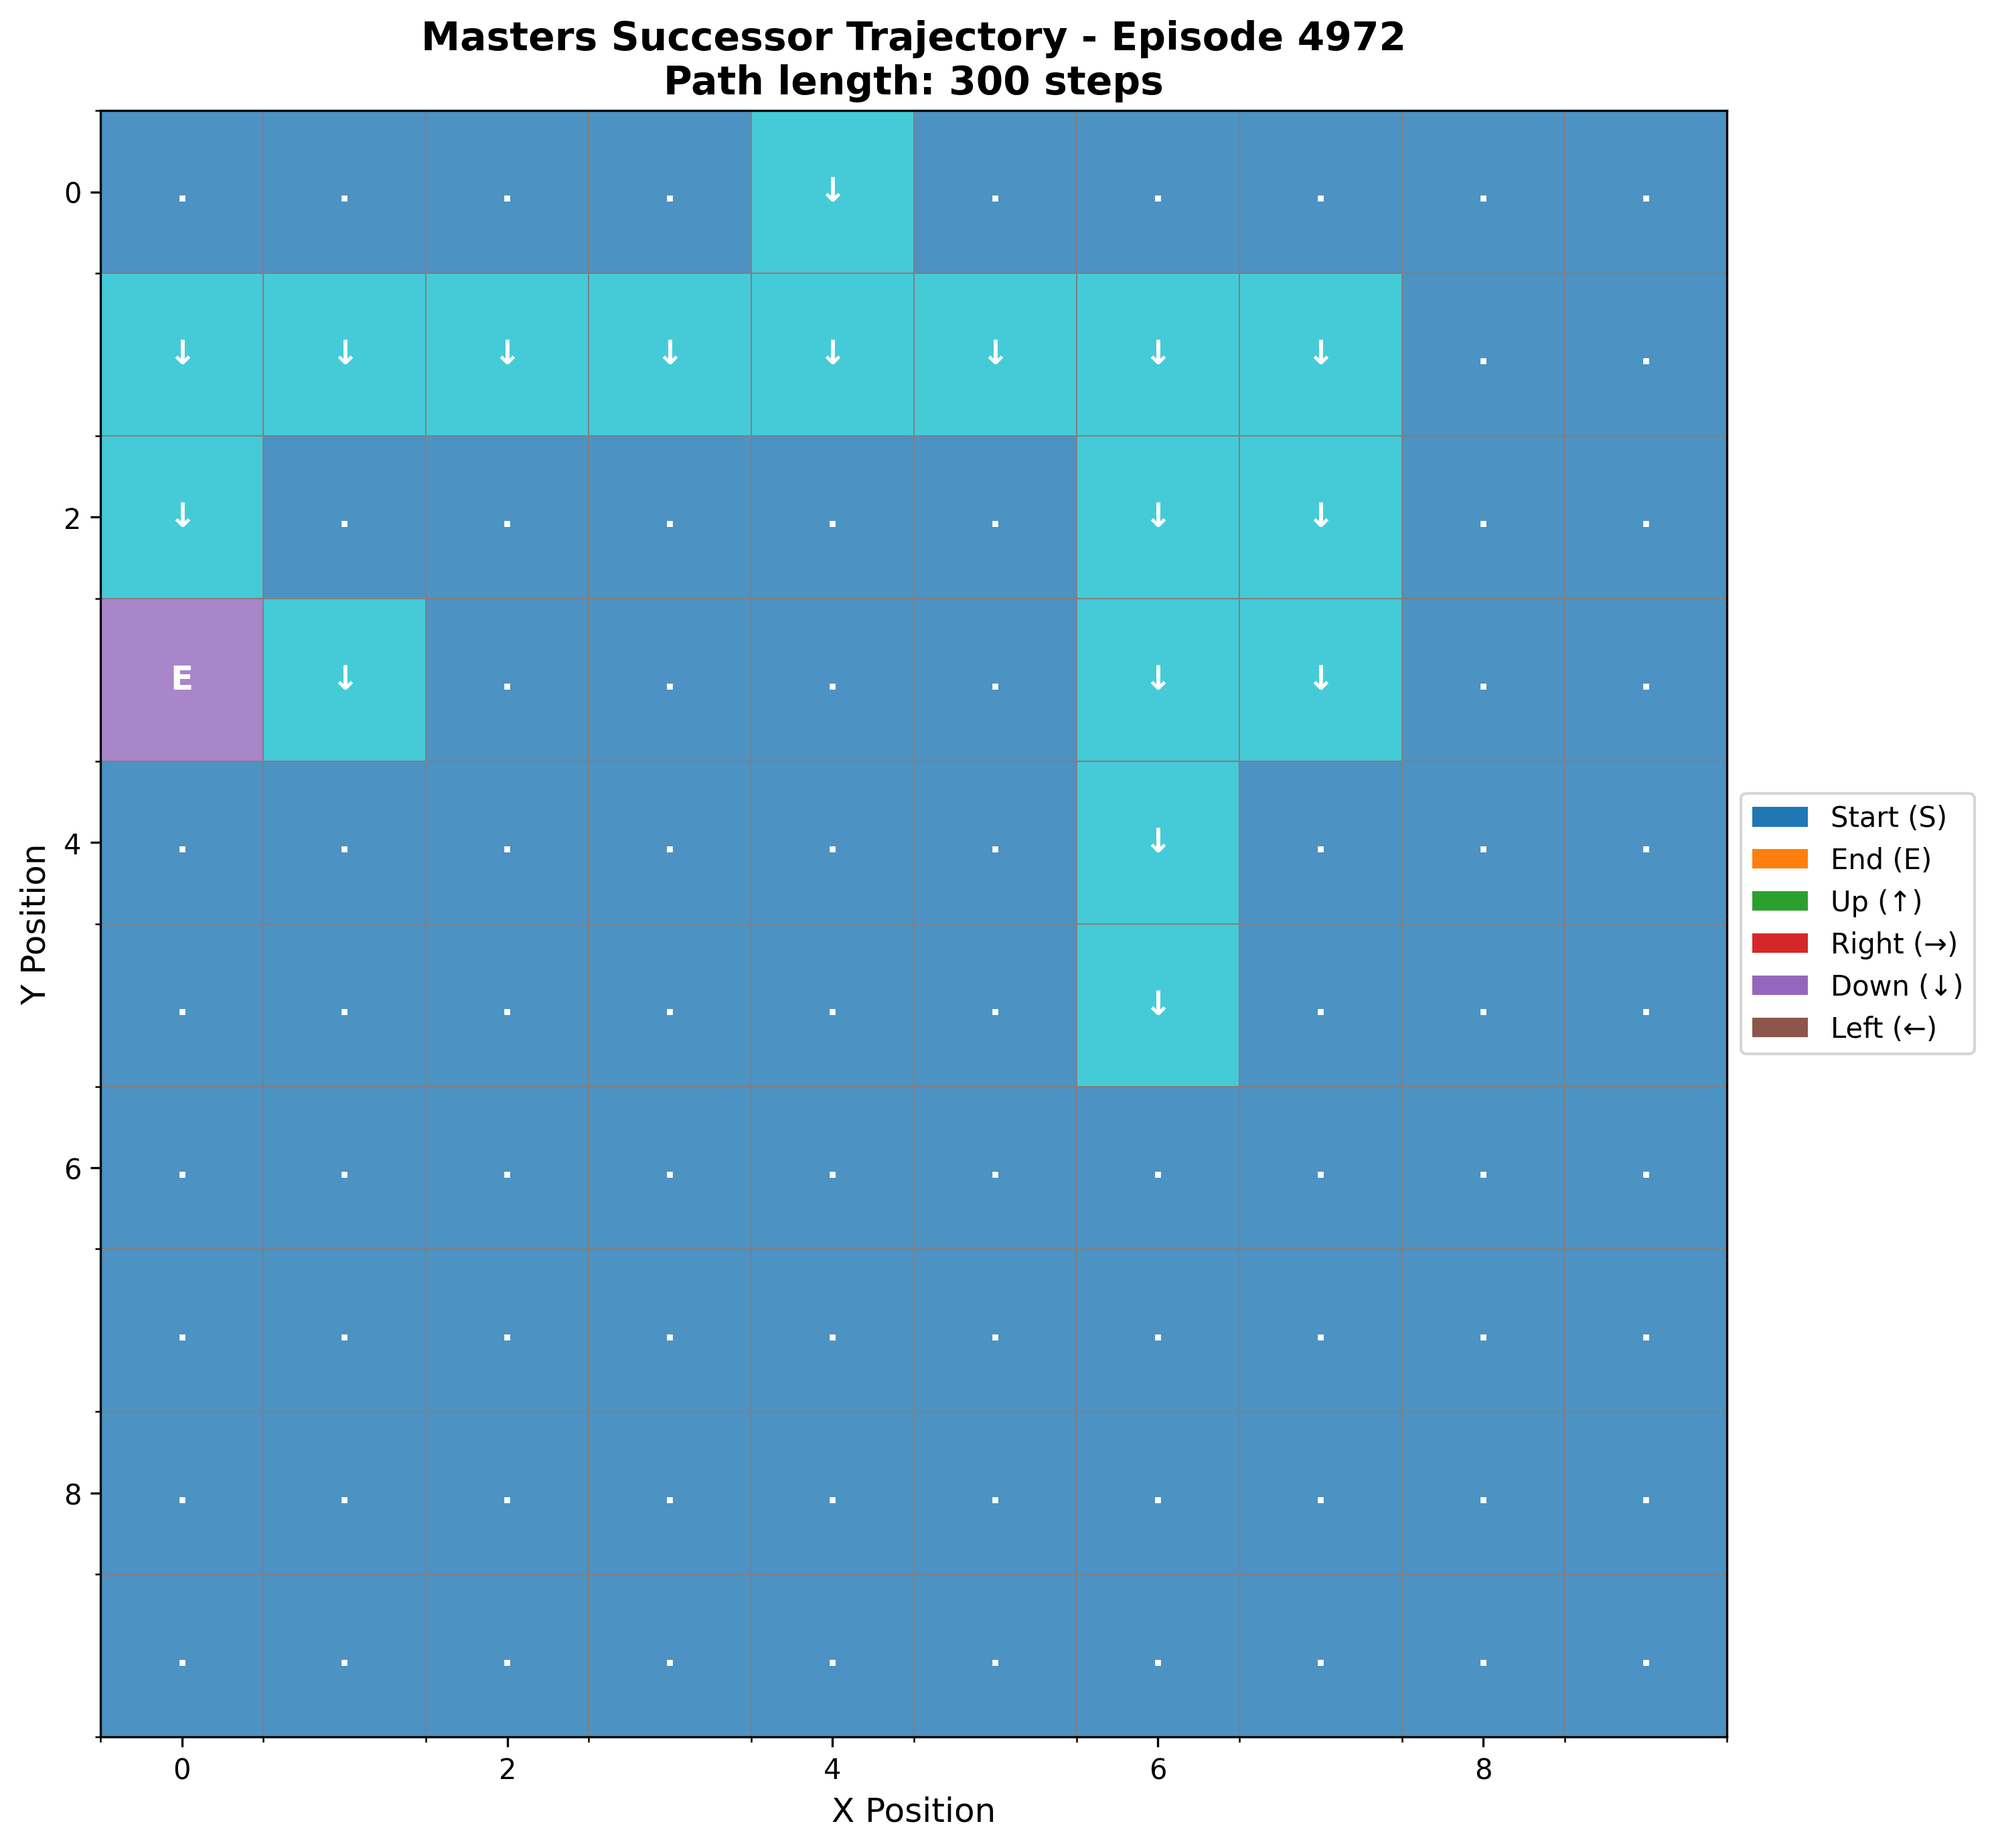 Masters Successor Trajectory - Episode 4972
Path length: 300 steps
0 . . . . ↓ . . . . .
↓ ↓ ↓ ↓ ↓ ↓ ↓ ↓ . .
2 ↓ . . . . . ↓ ↓ . .
E ↓ . . . . ↓ ↓ . .
4 . . . . . . ↓ . . .
. . . . . . ↓ . . .
6 . . . . . . . . . .
. . . . . . . . . .
8 . . . . . . . . . .
. . . . . . . . . .
0 2 4 6 8
X Position
Y Position
Start (S)
End (E)
Up (↑)
Right (→)
Down (↓)
Left (←)